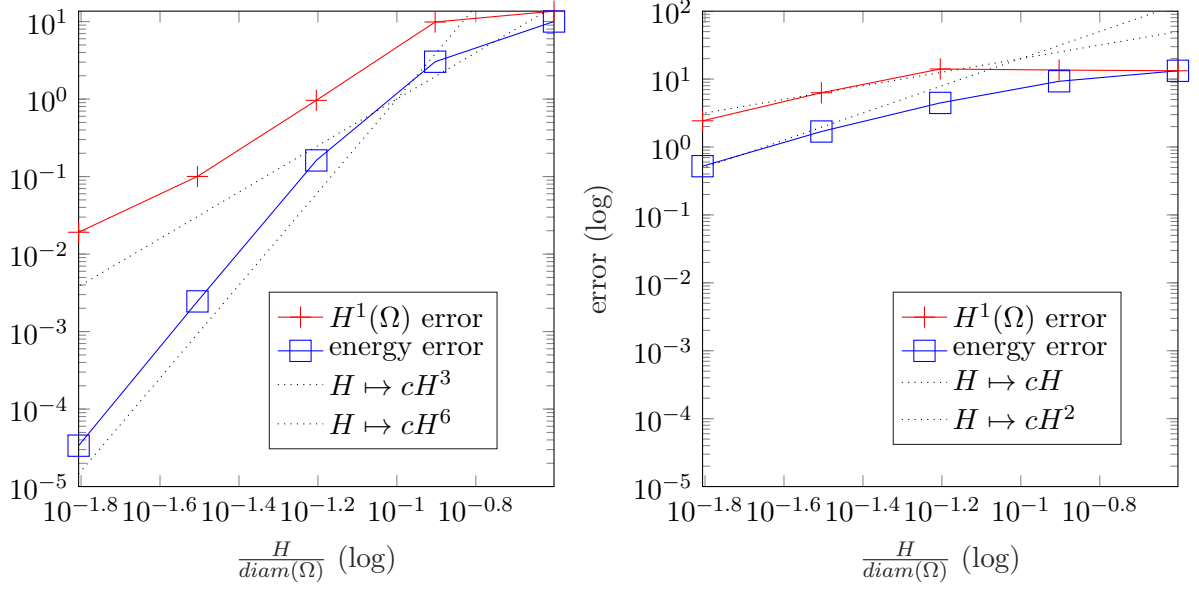 10^1
10^0
10^{-1}
10^{-2}
10^{-3}
10^{-4}
10^{-5}
10^{-1.8} 10^{-1.6} 10^{-1.4} 10^{-1.2} 10^{-1} 10^{-0.8}
\frac{H}{diam(Ω)} (log)
H^1(Ω) error
energy error
H ↦ cH^3
H ↦ cH^6
error (log)
10^2
10^1
10^0
10^{-1}
10^{-2}
10^{-3}
10^{-4}
10^{-5}
10^{-1.8} 10^{-1.6} 10^{-1.4} 10^{-1.2} 10^{-1} 10^{-0.8}
\frac{H}{diam(Ω)} (log)
H^1(Ω) error
energy error
H ↦ cH
H ↦ cH^2